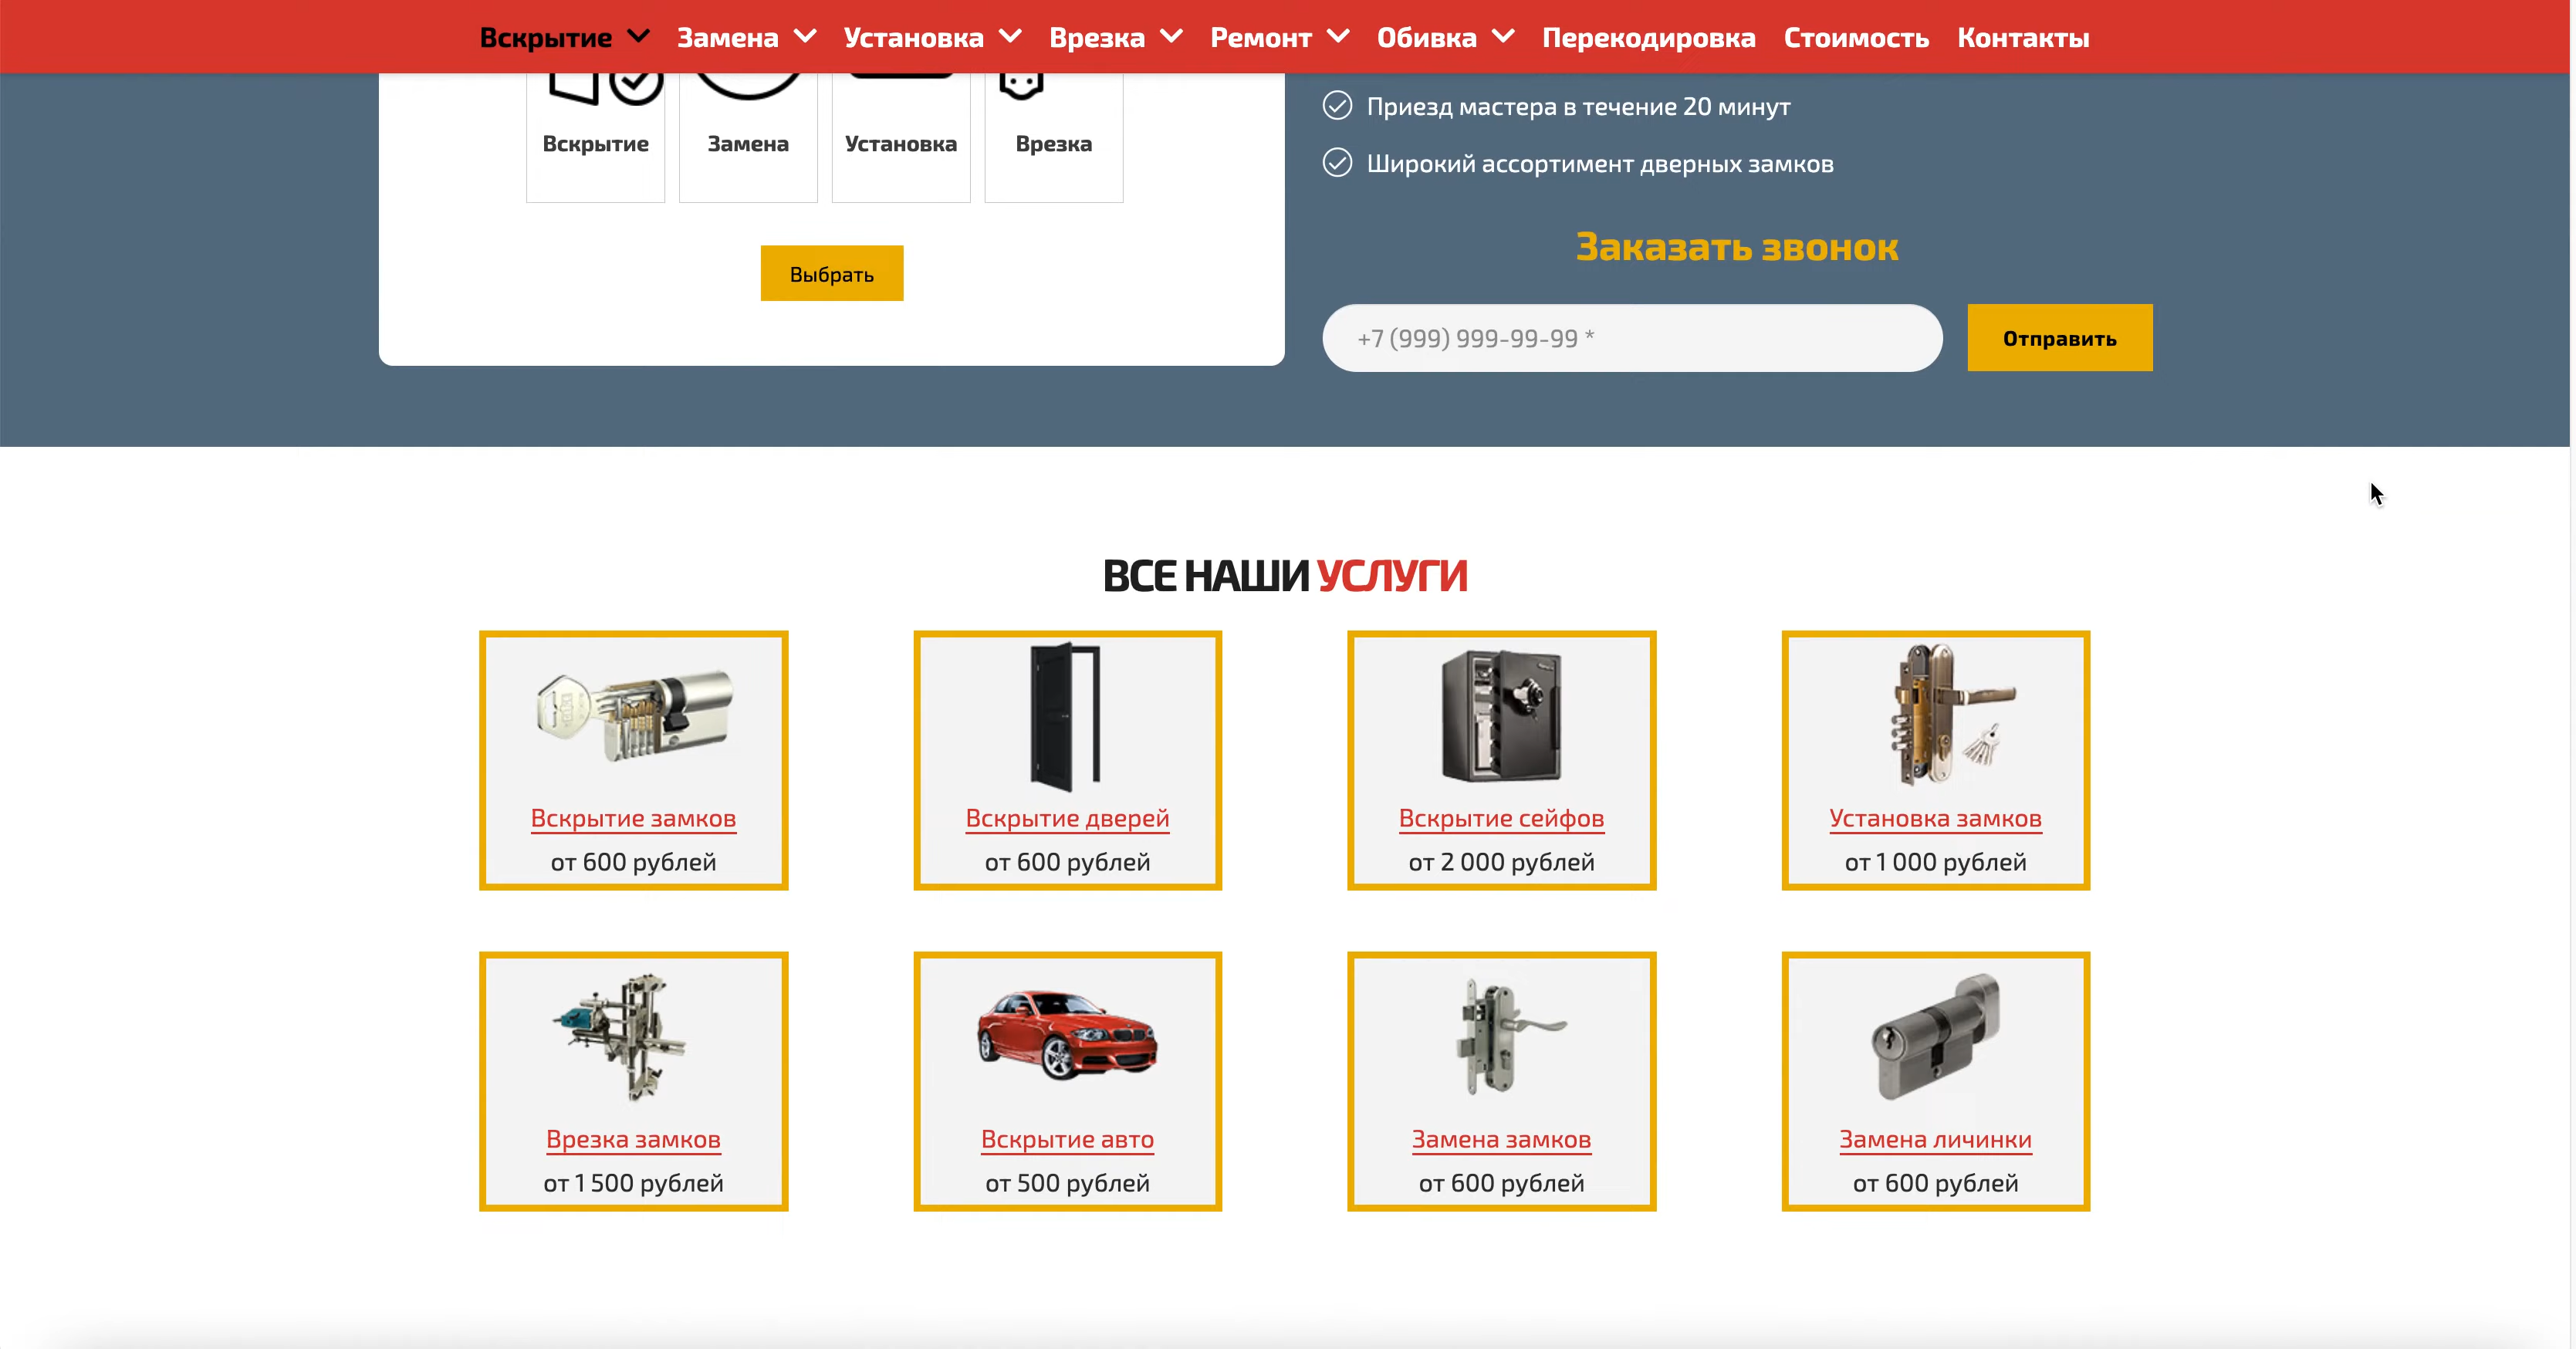 Вскрытие Замена Установка Врезка Ремонт Обивка Перекодировка Стоимость Контакты
Вскрытие Замена Установка Врезка
Выбрать
Приезд мастера в течение 20 минут
Широкий ассортимент дверных замков
Заказать звонок
+7 (999) 999-99-99 *
Отправить
ВСЕ НАШИ УСЛУГИ
Вскрытие замков
от 600 рублей
Вскрытие дверей
от 600 рублей
Вскрытие сейфов
от 2 000 рублей
Установка замков
от 1 000 рублей
Врезка замков
от 1 500 рублей
Вскрытие авто
от 500 рублей
Замена замков
от 600 рублей
Замена личинки
от 600 рублей